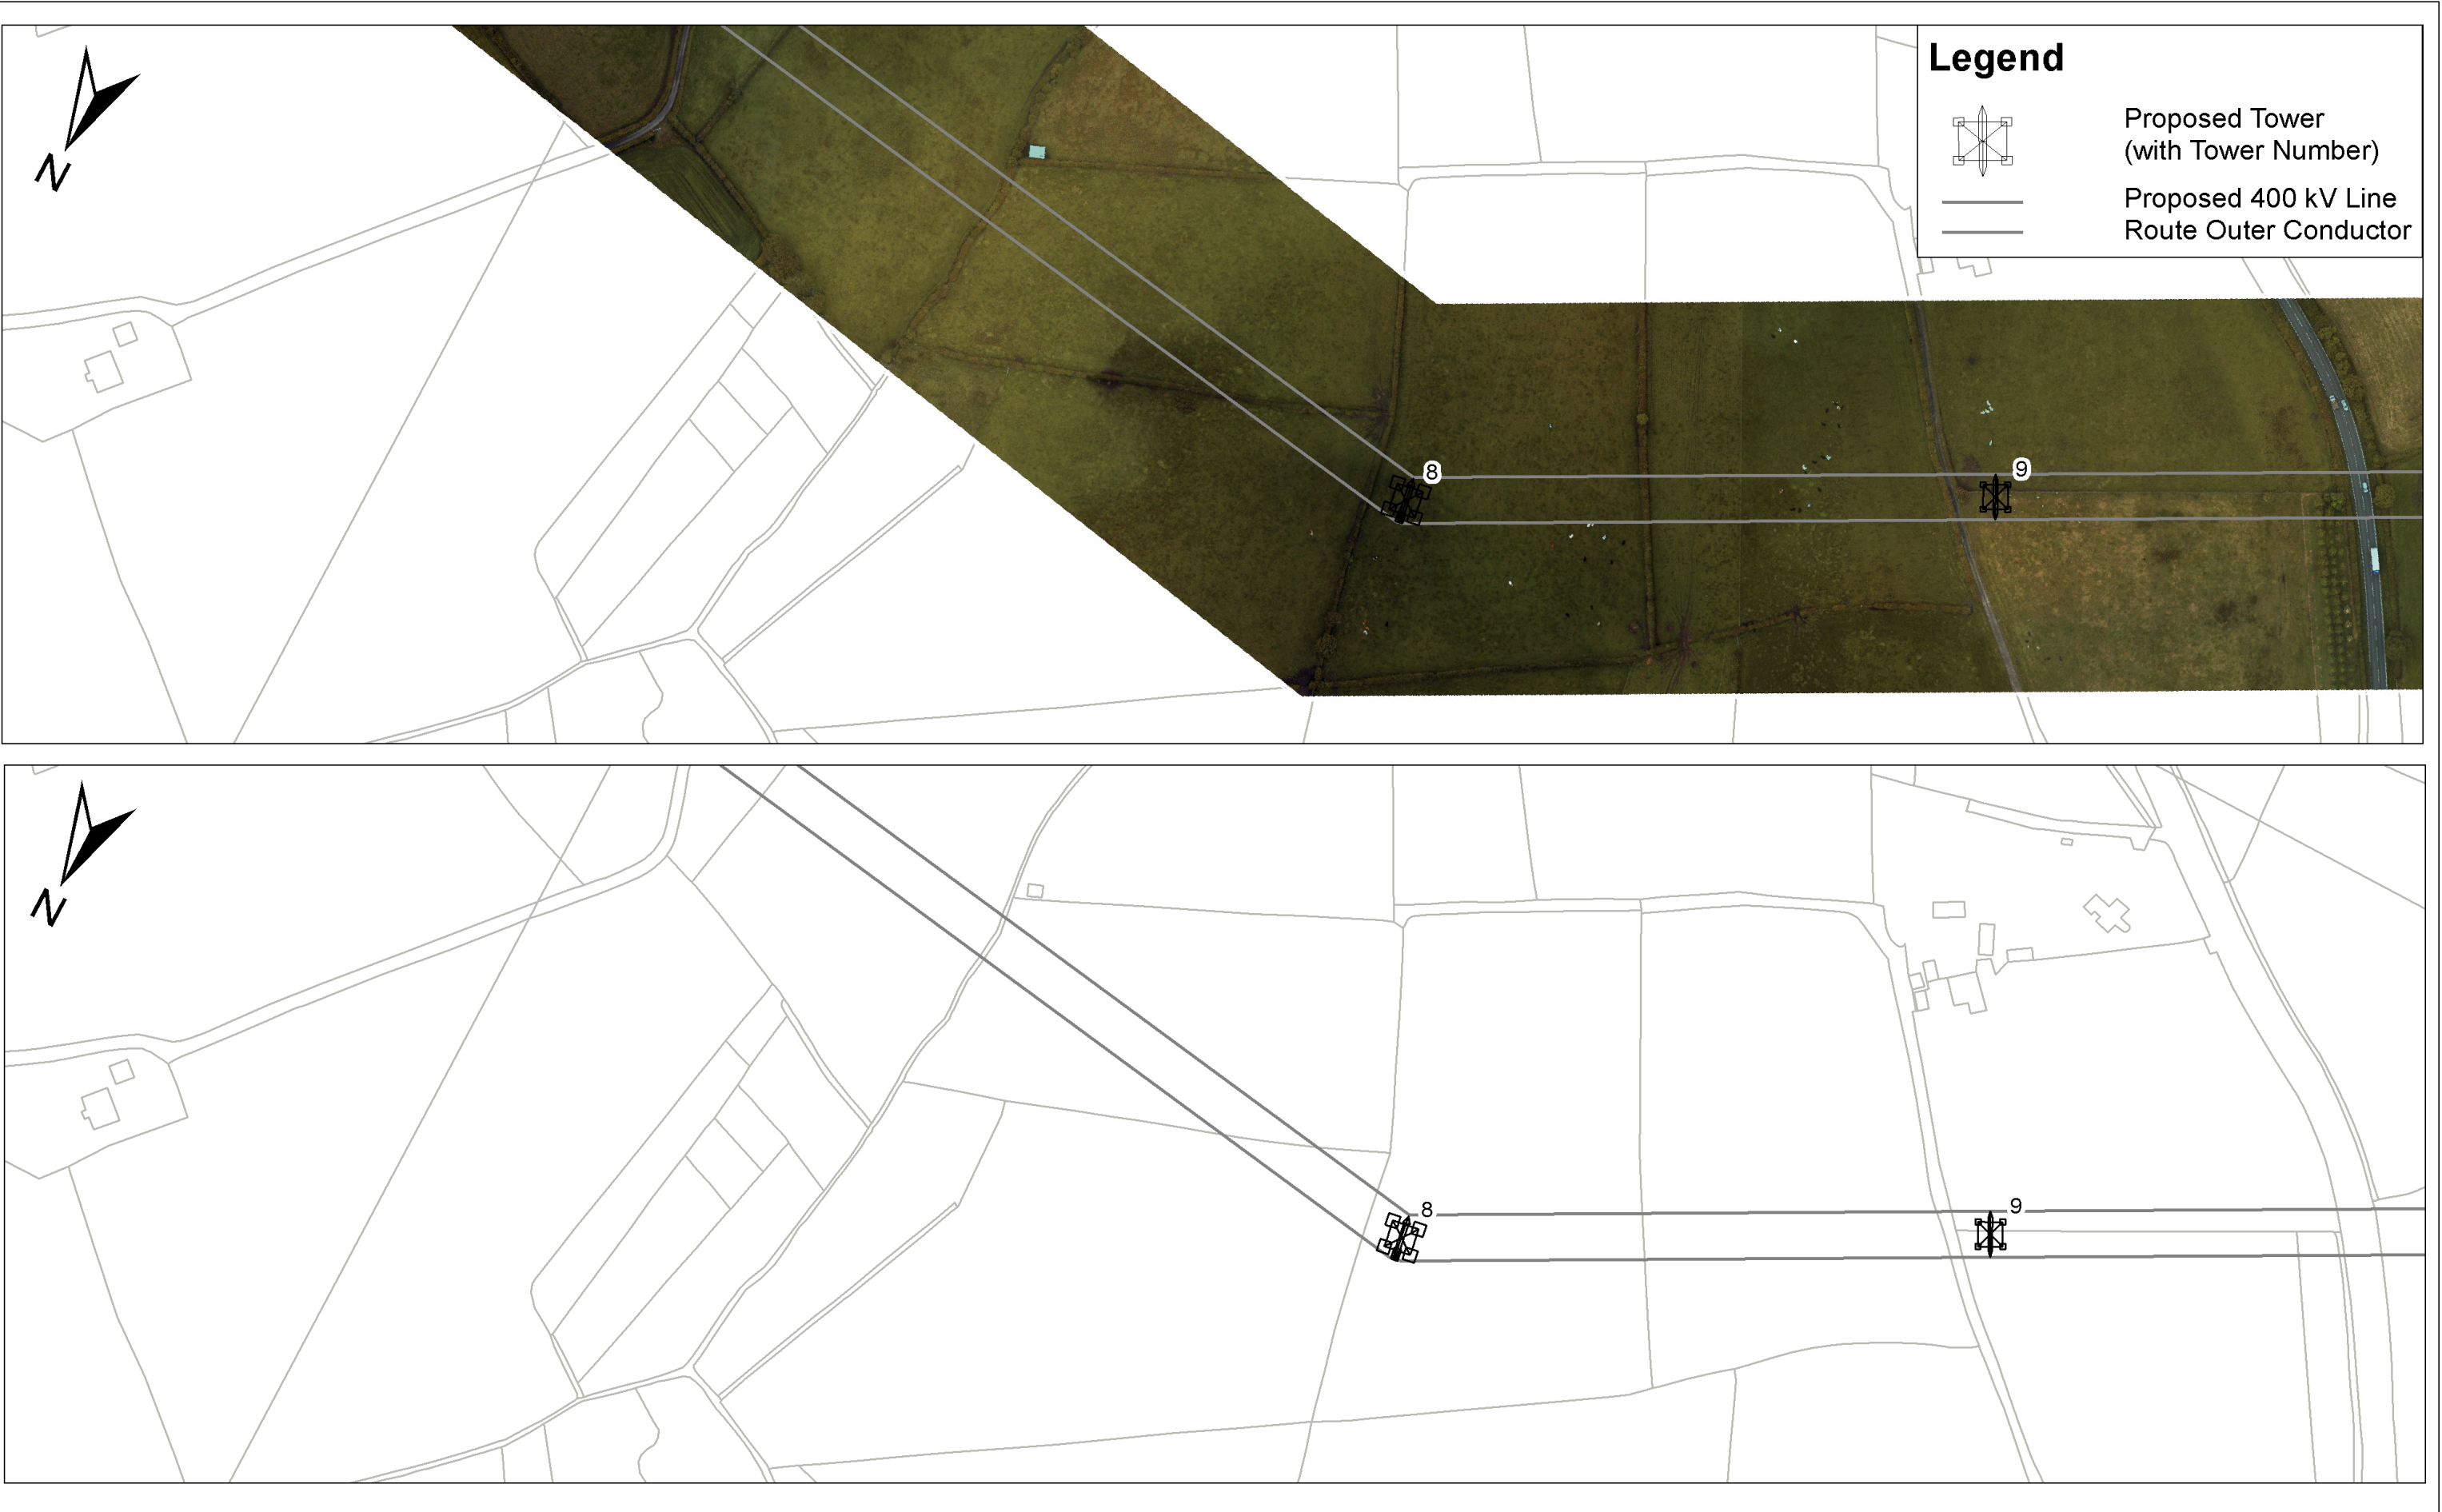 N
Legend
Proposed Tower
(with Tower Number)
Proposed 400 kV Line
Route Outer Conductor
8
9
N
8
9